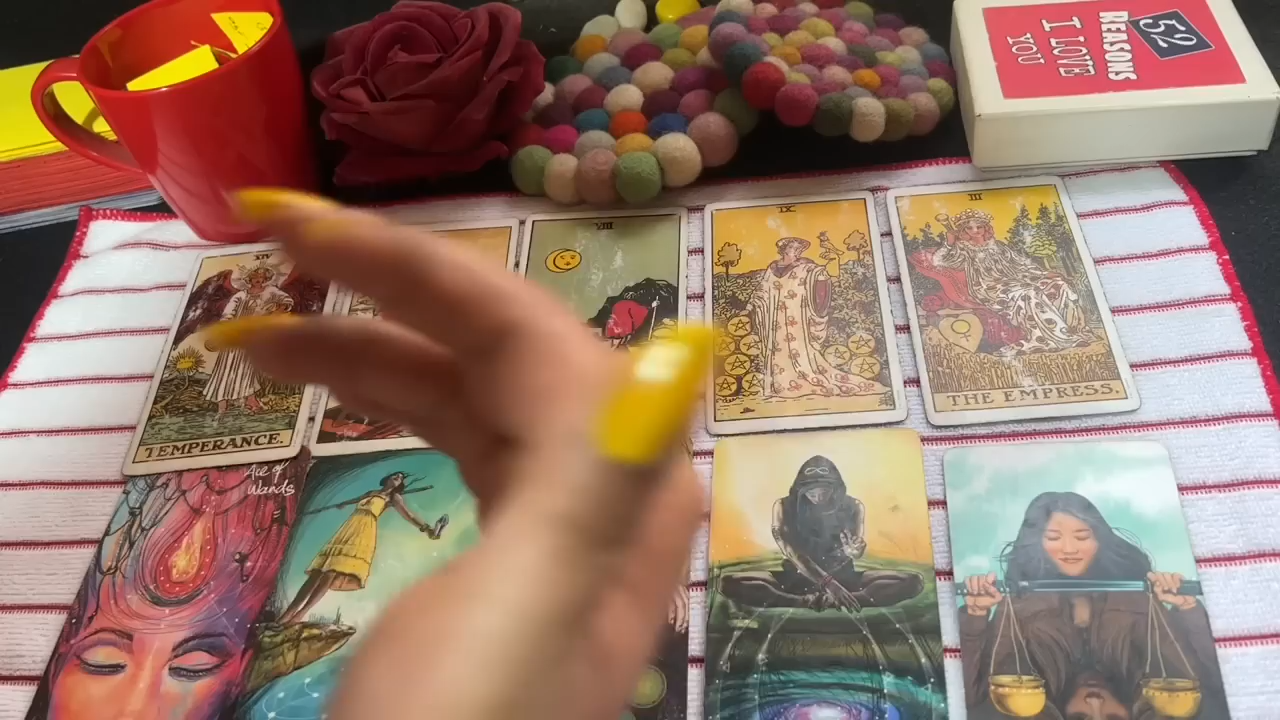 52
REASONS
I LOVE
YOU
XIV
VIII
IX
III
TEMPERANCE.
THE EMPRESS.
Ace of
Wands